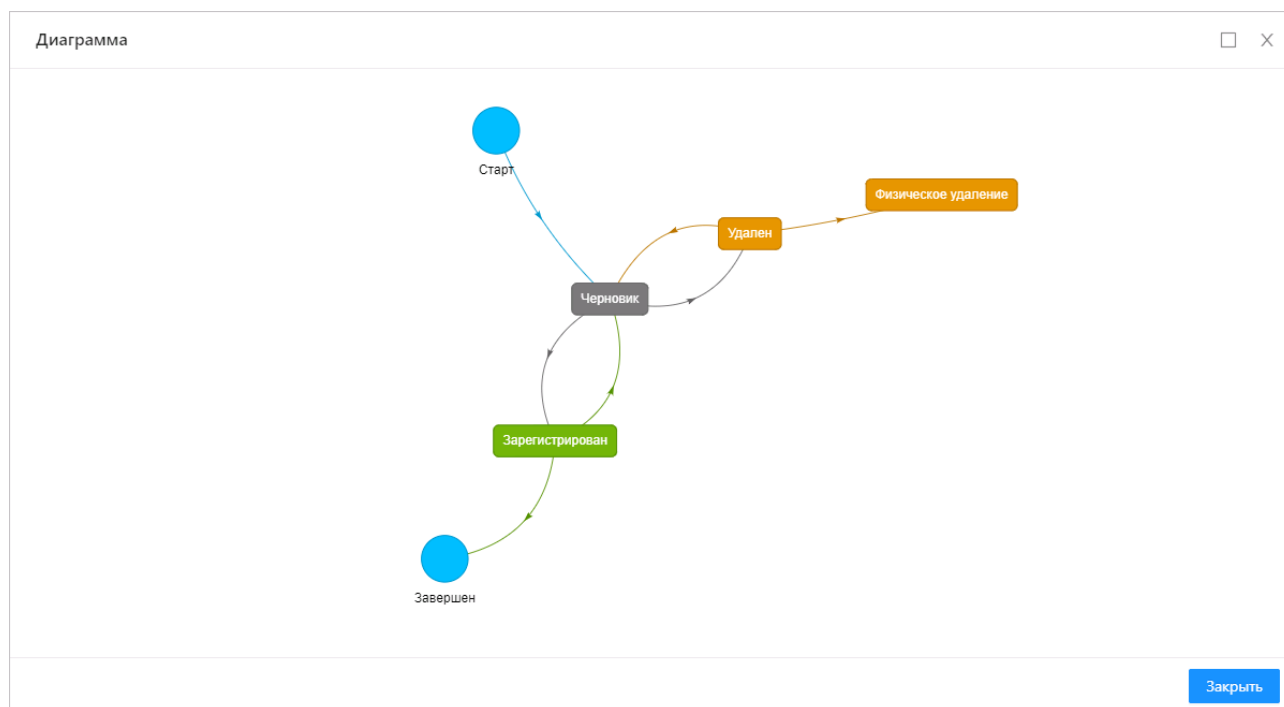 Диаграмма
Старт
Физическое удаление
Удален
Черновик
Зарегистрирован
Завершен
Закрыть